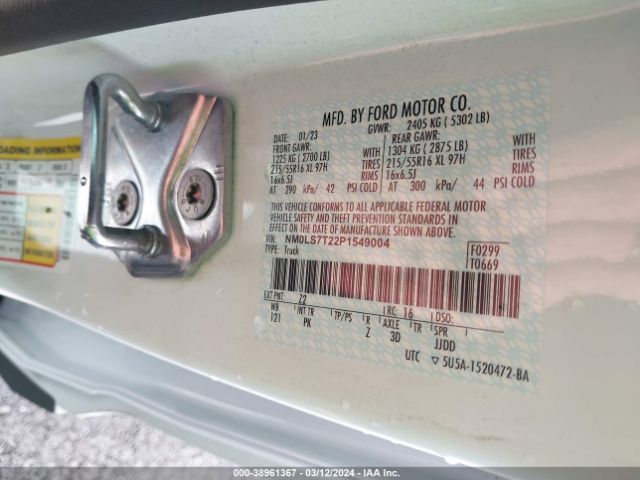 MFD. BY FORD MOTOR CO.
DATE: 01/23 GVWR: 2405 KG ( 5302 LB)
FRONT GAWR: REAR GAWR: WITH
1225 KG (2700 LB) 1304 KG ( 2875 LB) TIRES
215/55R16 XL 97H TIRES 215/55R16 XL 97H RIMS
16x6.5J RIMS 16x6.5J
AT 290 kPa/ 42 PSI COLD AT 300 kPa/ 44 PSI COLD
THIS VEHICLE CONFORMS TO ALL APPLICABLE FEDERAL MOTOR
VEHICLE SAFETY AND THEFT PREVENTION STANDARDS IN EFFECT
ON THE DATE OF MANUFACTURE SHOWN ABOVE.
VIN: NM0LS7T22P1549004
TYPE: Truck
F0299
T0669
EXT PNT: Z2 RC: 16 DSO:
WB INT TR TP/PS R AXLE TR SPR
121 PK 2 3D JJDD
UTC ▽ 5U5A-1520472-BA
LOADING INFORMATION
000-38961367 - 03/12/2024 - IAA Inc.